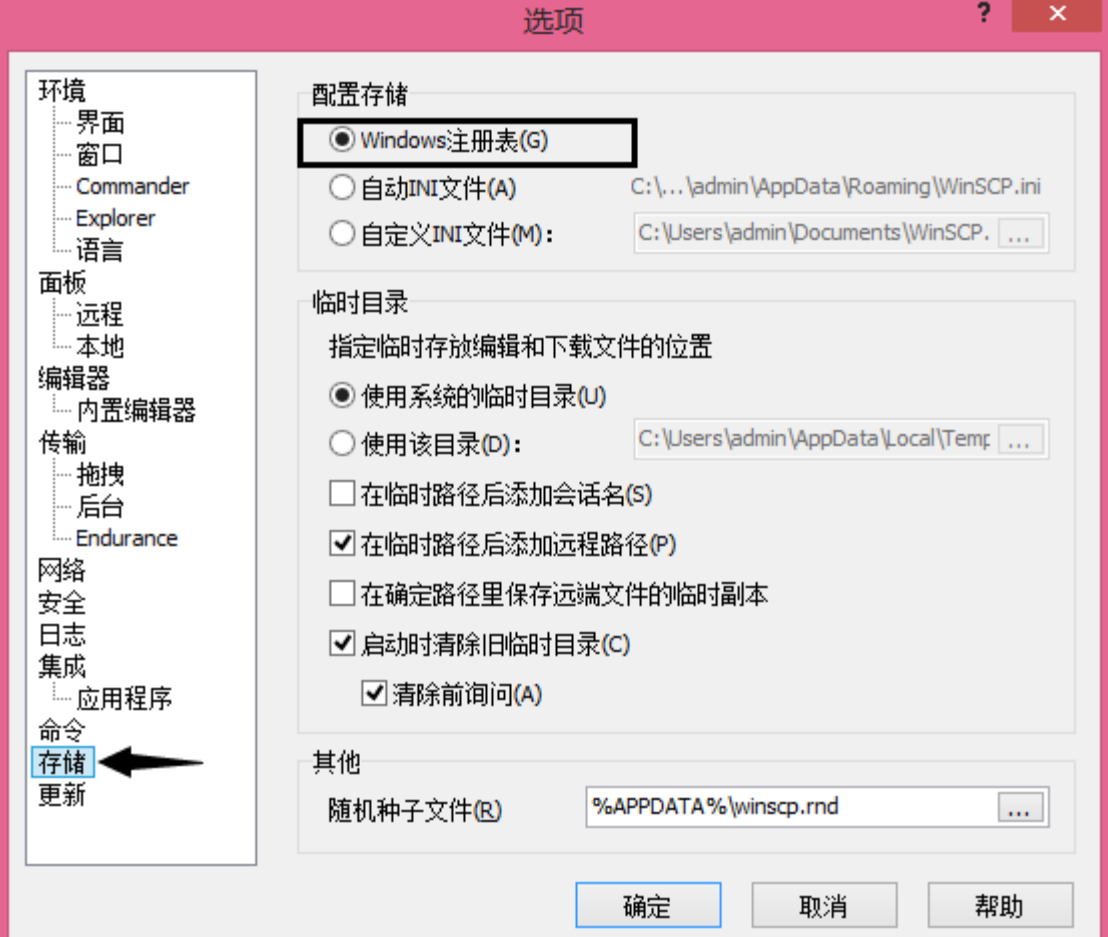 选项
?
环境
界面
窗口
Commander
Explorer
语言
面板
远程
本地
编辑器
内置编辑器
传输
拖拽
后台
Endurance
网络
安全
日志
集成
应用程序
命令
存储
更新
配置存储
Windows注册表(G)
自动INI文件(A) C:\...\admin\AppData\Roaming\WinSCP.ini
自定义INI文件(M): C:\Users\admin\Documents\WinSCP. ...
临时目录
指定临时存放编辑和下载文件的位置
使用系统的临时目录(U)
使用该目录(D): C:\Users\admin\AppData\Local\Temp ...
在临时路径后添加会话名(S)
在临时路径后添加远程路径(P)
在确定路径里保存远端文件的临时副本
启动时清除旧临时目录(C)
清除前询问(A)
其他
随机种子文件(R) %APPDATA%\winscp.rnd ...
确定 取消 帮助